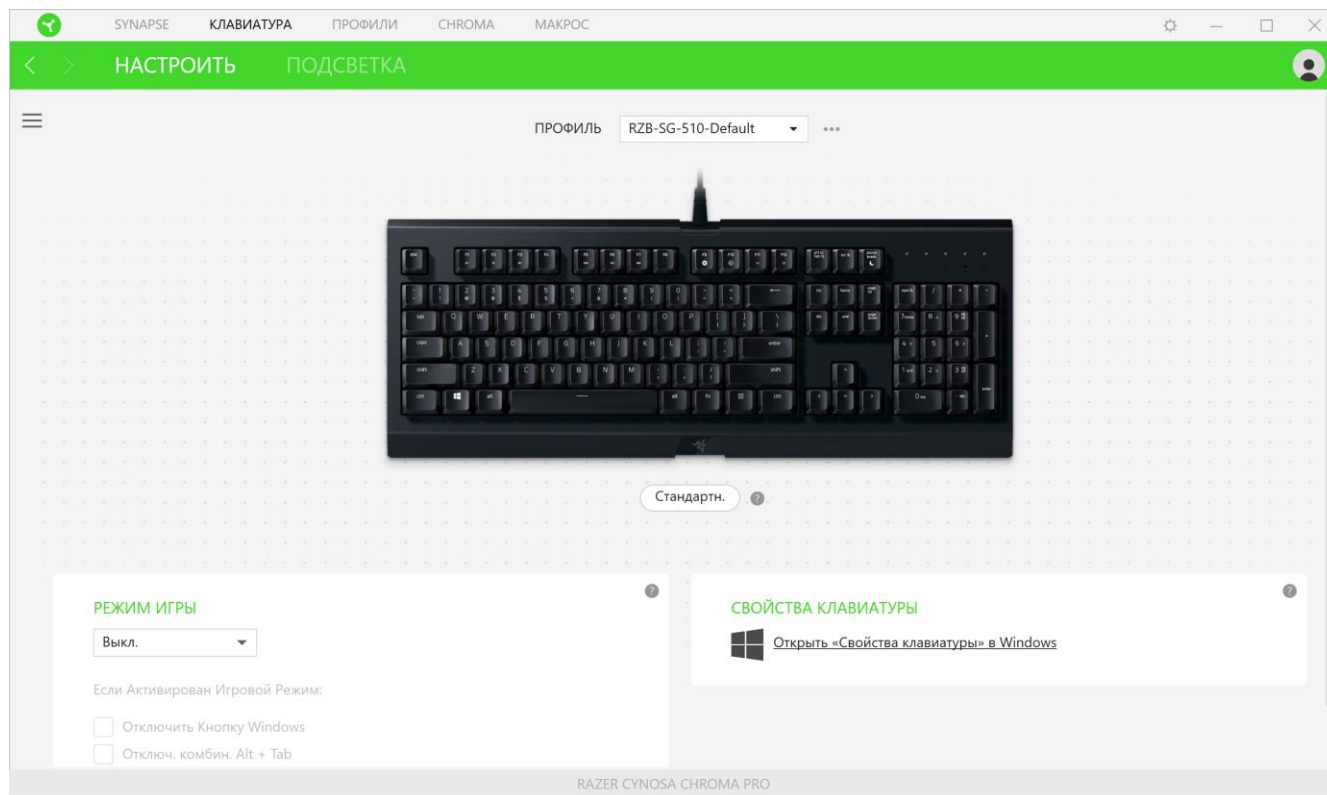 SYNAPSE КЛАВИАТУРА ПРОФИЛИ CHROMA МАКРОС
НАСТРОИТЬ ПОДСВЕТКА
ПРОФИЛЬ RZB-SG-510-Default
Стандартн.
РЕЖИМ ИГРЫ
Выкл.
Если Активирован Игровой Режим:
Отключить Кнопку Windows
Отключ. комбин. Alt + Tab
СВОЙСТВА КЛАВИАТУРЫ
Открыть «Свойства клавиатуры» в Windows
RAZER CYNOSA CHROMA PRO